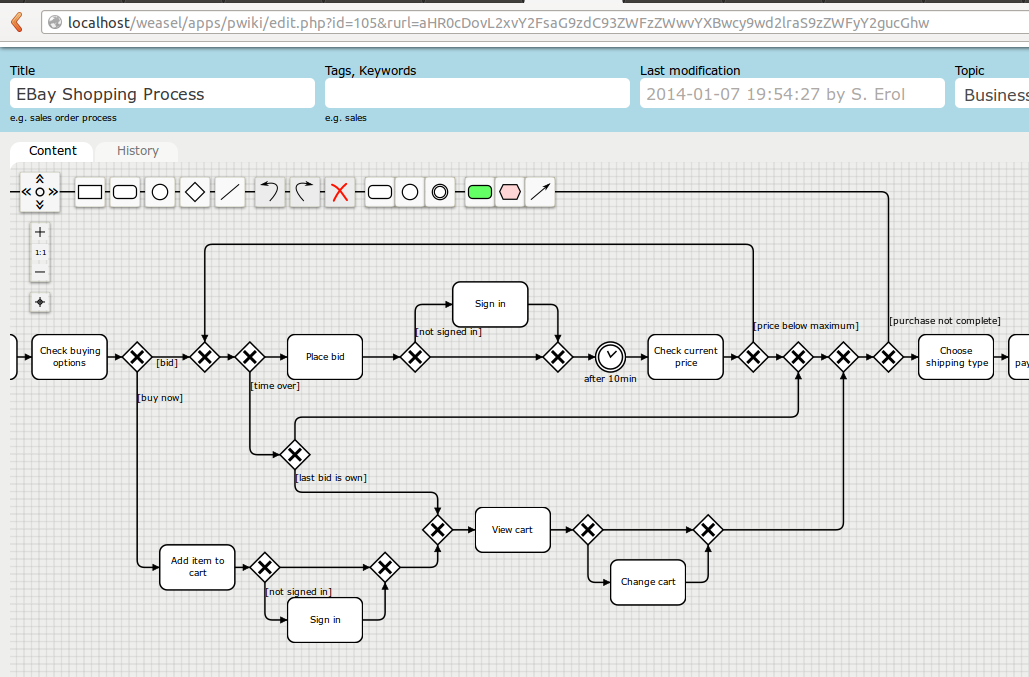 localhost/weasel/apps/pwiki/edit.php?id=105&rurl=aHR0cDovL2xvY2FsaG9zdC93ZWFzZWwvYXBwcy9wd2lraS9zZWFyY2gucGhw
Title
Tags, Keywords
Last modification
Topic
EBay Shopping Process
2014-01-07 19:54:27 by S. Erol
Business
e.g. sales order process
e.g. sales
Content
History
+
1:1
−
Sign in
[not signed in]
[price below maximum]
[purchase not complete]
Check buying
options
[bid]
Place bid
after 10min
Check current
price
Choose
shipping type
pay
[buy now]
[time over]
[last bid is own]
View cart
Add item to
cart
Change cart
[not signed in]
Sign in